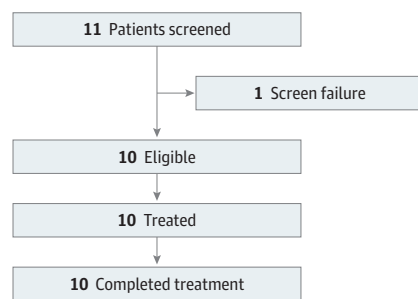 11 Patients screened
1 Screen failure
10 Eligible
10 Treated
10 Completed treatment